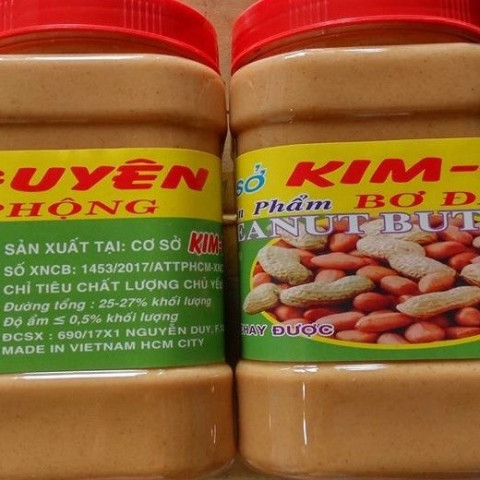 GUYÊN
PHỘNG
SẢN XUẤT TẠI: CƠ SỞ KIM-
SỐ XNCB: 1453/2017/ATTPHCM-XN
CHỈ TIÊU CHẤT LƯỢNG CHỦ YẾ
Đường tổng : 25-27% khối lượng
Độ ẩm ≤ 0,5% khối lượng
ĐCSX : 690/17X1 NGUYỄN DUY, P.
MADE IN VIETNAM HCM CITY
SỞ KIM-
Phẩm BƠ Đ
EANUT BUT
CHAY ĐƯỢC